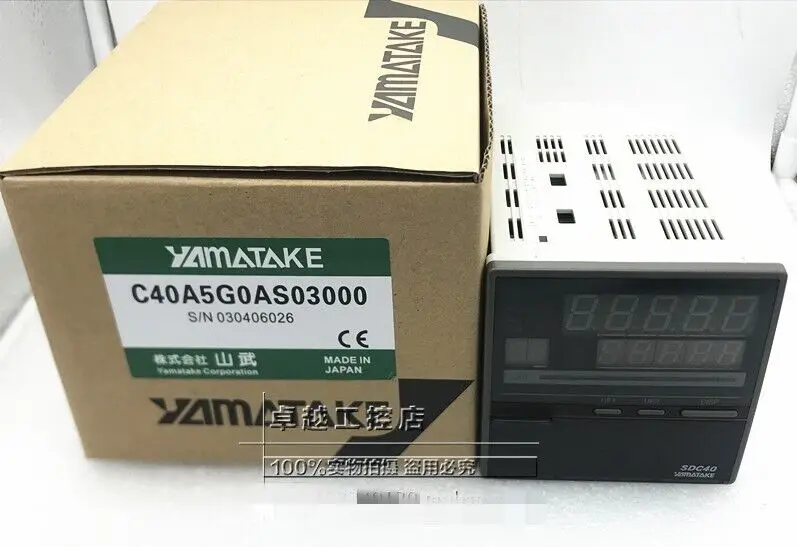 YAMATAKE
YAMATAKE
C40A5G0AS03000
S/N 030406026
CE
株式会社 山武
Yamatake Corporation
MADE IN
JAPAN
YAMATAKE
卓越工控店
100%实物拍摄 盗用必究
DISP
SDC40
YAMATAKE